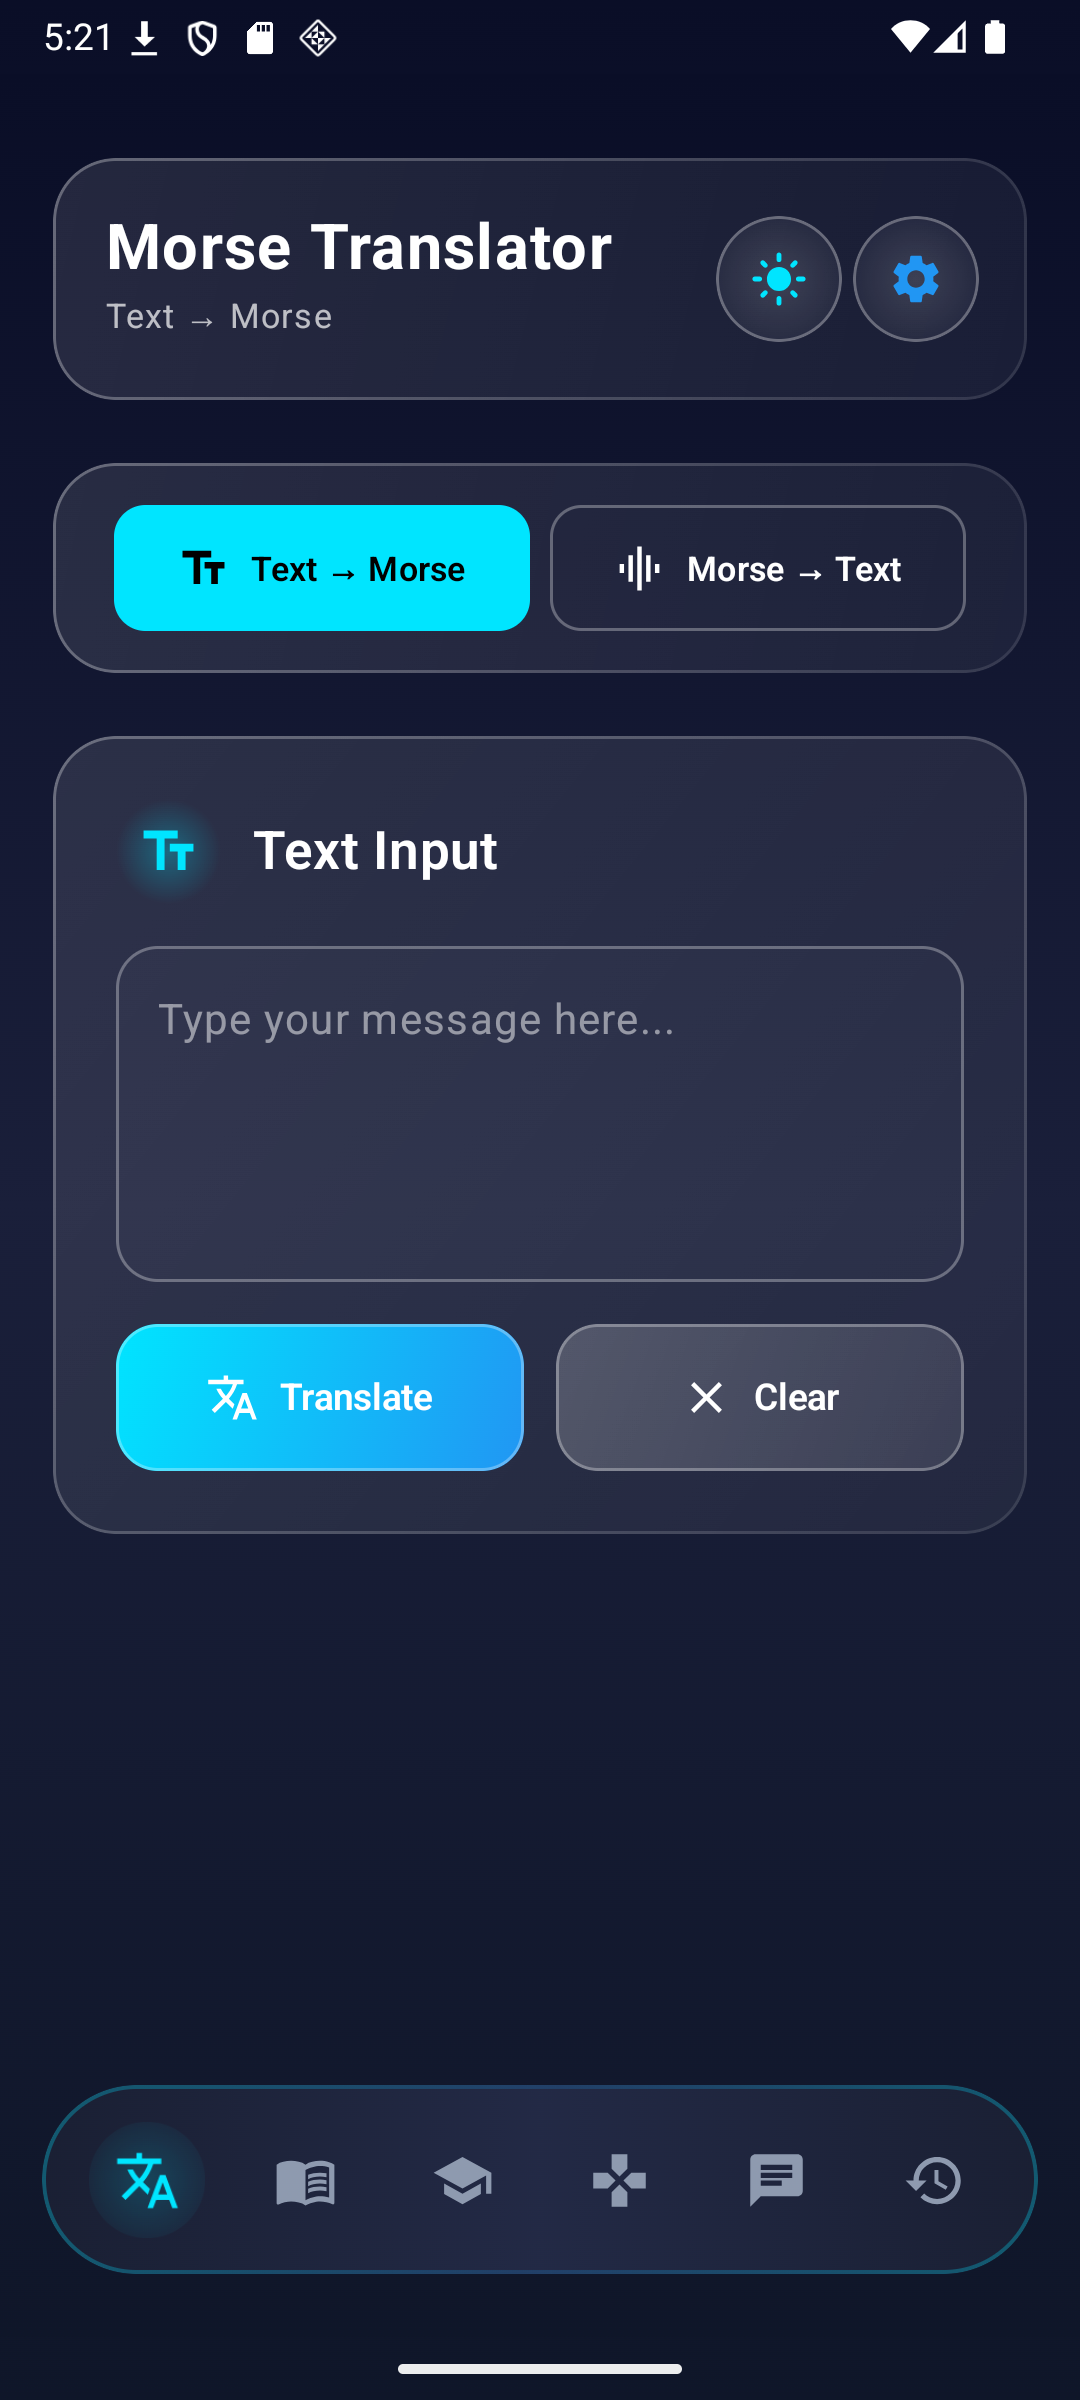 5:21
Morse Translator
Text → Morse
Text → Morse
Morse → Text
Text Input
Type your message here...
Translate
Clear